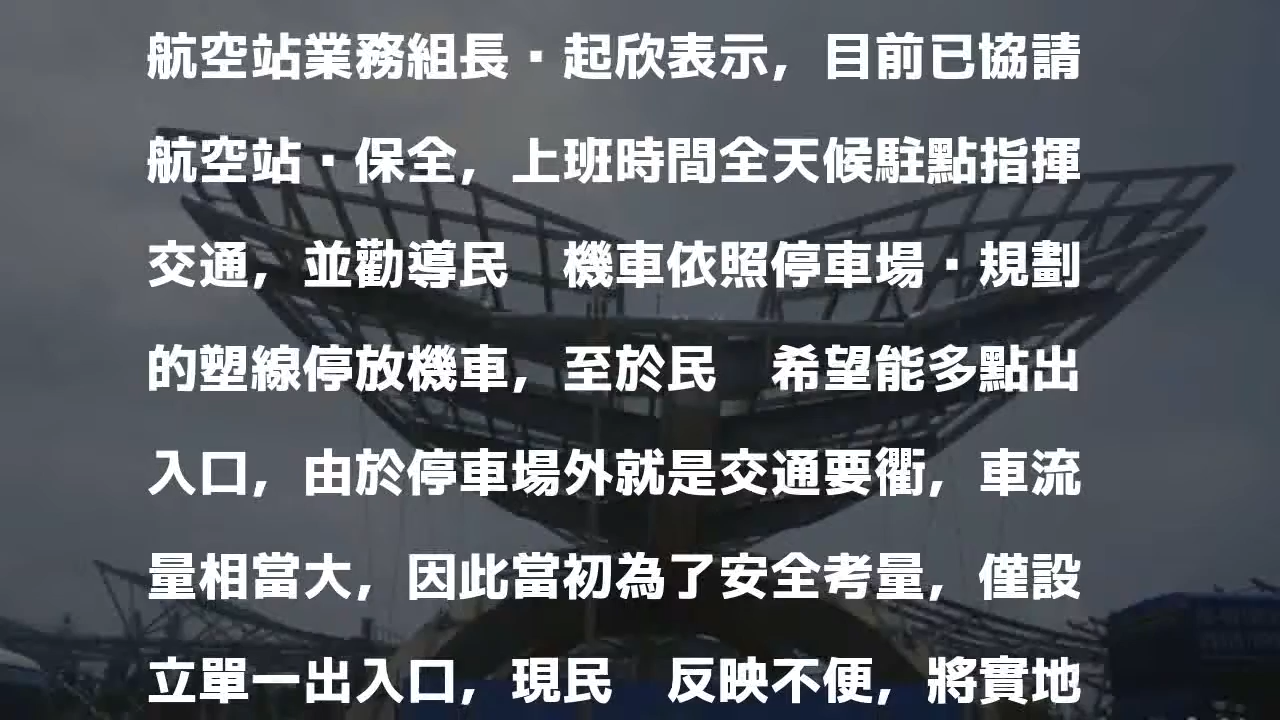 航空站業務組長·起欣表示，目前已協請
航空站·保全，上班時間全天候駐點指揮
交通，並勸導民　機車依照停車場·規劃
的塑線停放機車，至於民　希望能多點出
入口，由於停車場外就是交通要衢，車流
量相當大，因此當初為了安全考量，僅設
立單一出入口，現民　反映不便，將實地